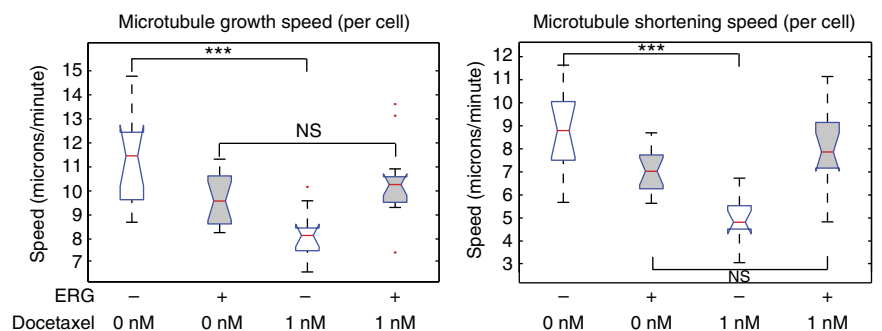 Microtubule growth speed (per cell)
Speed (microns/minute)
15
14
13
12
11
10
9
8
7
***
NS
Microtubule shortening speed (per cell)
Speed (microns/minute)
12
11
10
9
8
7
6
5
4
3
***
NS
ERG – + – + – + – +
Docetaxel 0 nM 0 nM 1 nM 1 nM 0 nM 0 nM 1 nM 1 nM